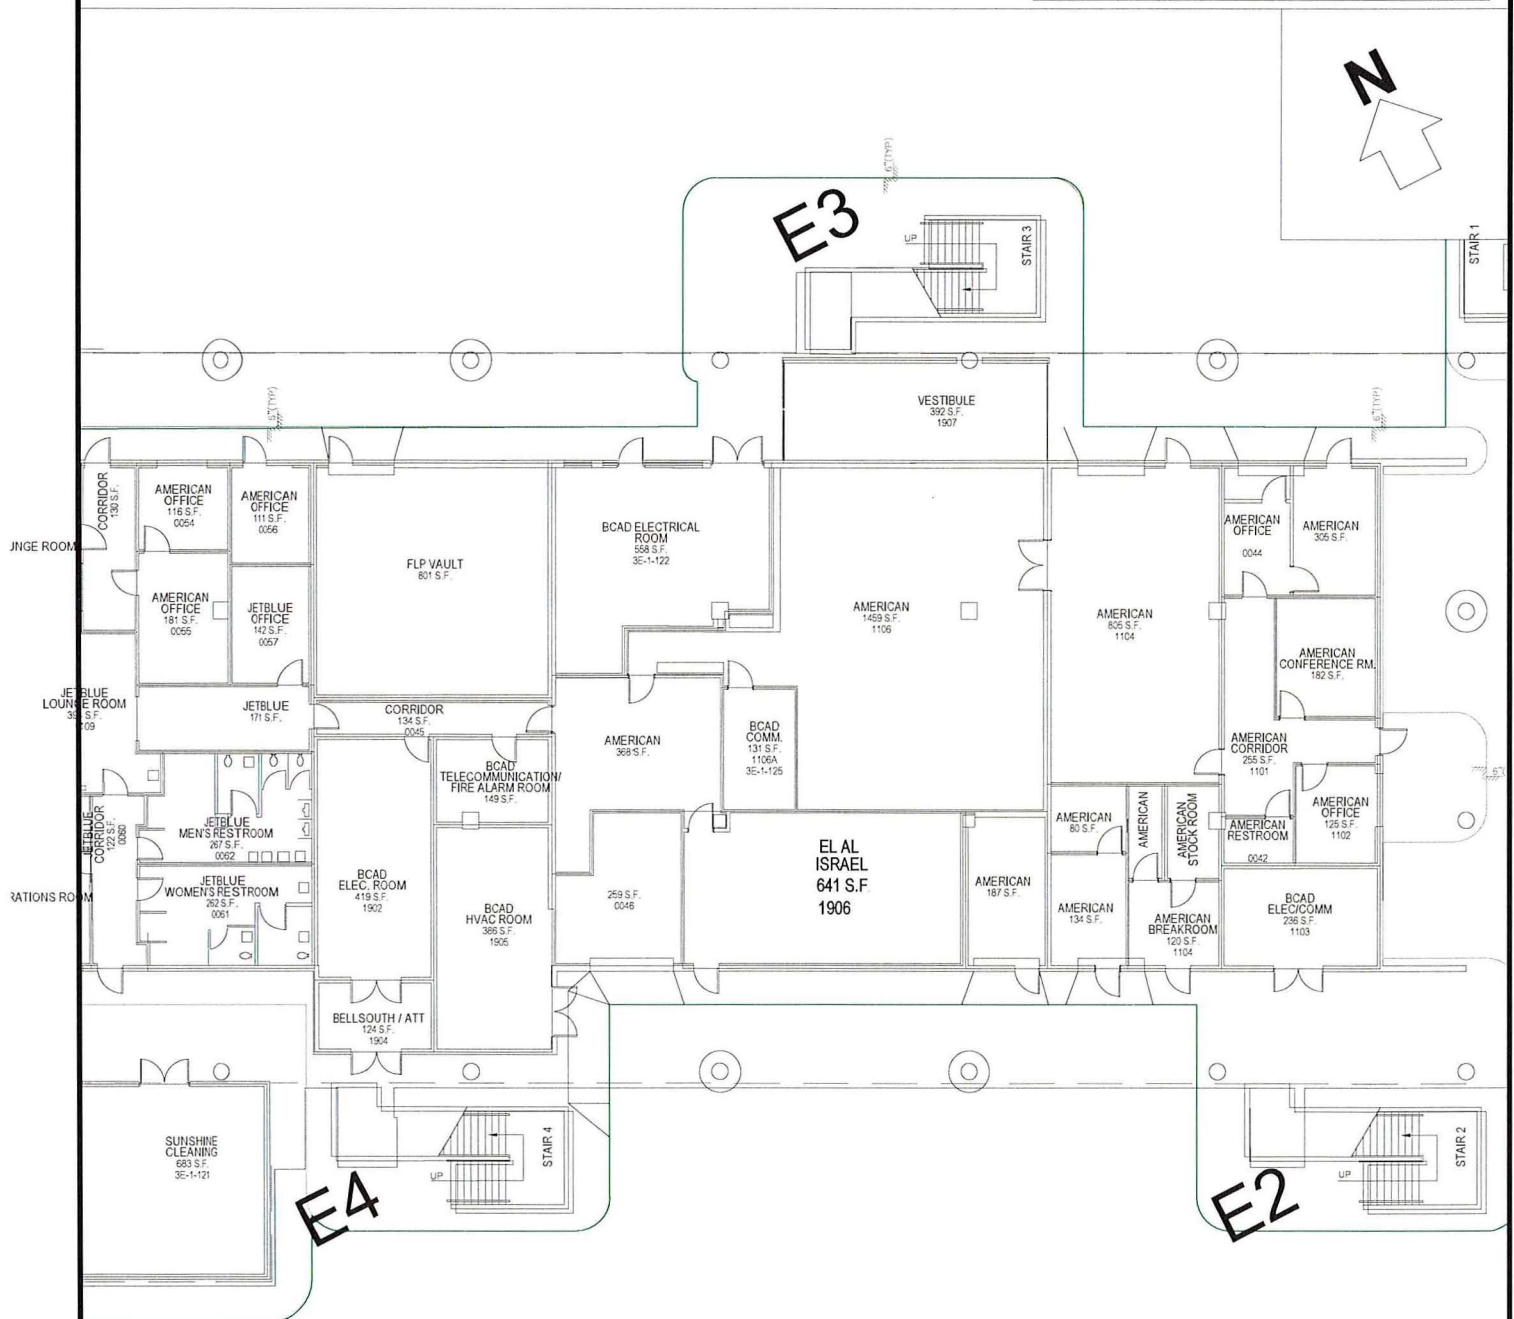 N
6"(TYP)
E3
UP
STAIR 3
STAIR 1
6"(TYP)
6"(TYP)
VESTIBULE
392 S.F.
1907
CORRIDOR
130 S.F.
AMERICAN
OFFICE
116 S.F.
0054
AMERICAN
OFFICE
111 S.F.
0056
UNGE ROOM
FLP VAULT
801 S.F.
BCAD ELECTRICAL
ROOM
558 S.F.
3E-1-122
AMERICAN
1459 S.F.
1106
AMERICAN
805 S.F.
1104
AMERICAN
OFFICE
0044
AMERICAN
305 S.F.
AMERICAN
OFFICE
181 S.F.
0055
JETBLUE
OFFICE
142 S.F.
0057
AMERICAN
CONFERENCE RM.
182 S.F.
JETBLUE
LOUNGE ROOM
S.F.
JETBLUE
171 S.F.
CORRIDOR
134 S.F.
0045
AMERICAN
368 S.F.
BCAD
COMM.
131 S.F.
1106A
3E-1-125
AMERICAN
CORRIDOR
255 S.F.
1101
BCAD
TELECOMMUNICATION/
FIRE ALARM ROOM
149 S.F.
JETBLUE
CORRIDOR
122 S.F.
0060
JETBLUE
MEN'S RESTROOM
267 S.F.
0062
AMERICAN
80 S.F.
AMERICAN
AMERICAN
STOCK ROOM
AMERICAN
RESTROOM
0042
AMERICAN
OFFICE
125 S.F.
1102
RATIONS ROOM
JETBLUE
WOMEN'S RESTROOM
262 S.F.
0061
BCAD
ELEC. ROOM
419 S.F.
1902
BCAD
HVAC ROOM
386 S.F.
1905
259 S.F.
0046
EL AL
ISRAEL
641 S.F.
1906
AMERICAN
187 S.F.
AMERICAN
134 S.F.
AMERICAN
BREAKROOM
120 S.F.
1104
BCAD
ELEC/COMM
236 S.F.
1103
BELLSOUTH / ATT
124 S.F.
1904
SUNSHINE
CLEANING
683 S.F.
3E-1-121
E4
UP
STAIR 4
E2
UP
STAIR 2